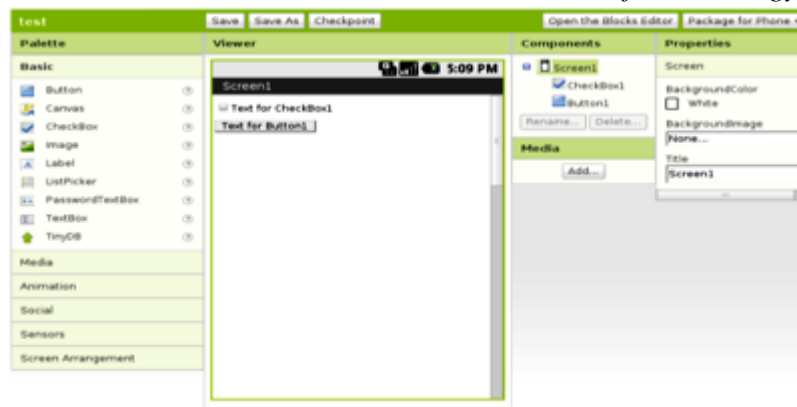 test
Save
Save As
Checkpoint
Open the Blocks Editor
Package for Phone
Palette
Basic
Button
Canvas
CheckBox
Image
Label
ListPicker
PasswordTextBox
TextBox
TinyDB
Media
Animation
Social
Sensors
Screen Arrangement
Viewer
5:09 PM
Screen1
Text for CheckBox1
Text for Button1
Components
Screen1
CheckBox1
Button1
Rename...
Delete...
Media
Add...
Properties
Screen
BackgroundColor
White
BackgroundImage
None...
Title
Screen1